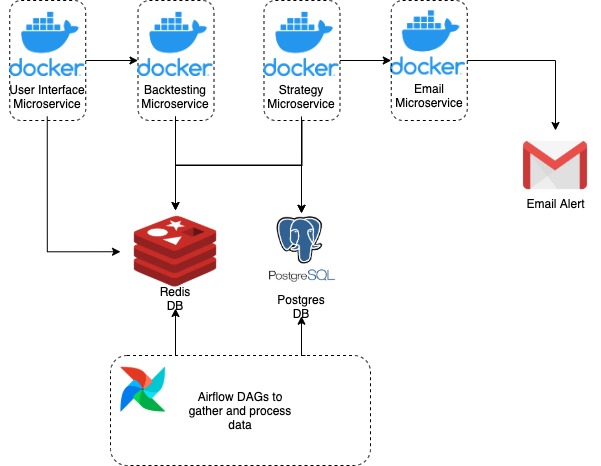 docker
User Interface
Microservice
docker
Backtesting
Microservice
docker
Strategy
Microservice
docker
Email
Microservice
Email Alert
Redis
DB
PostgreSQL
Postgres
DB
Airflow DAGs to
gather and process
data